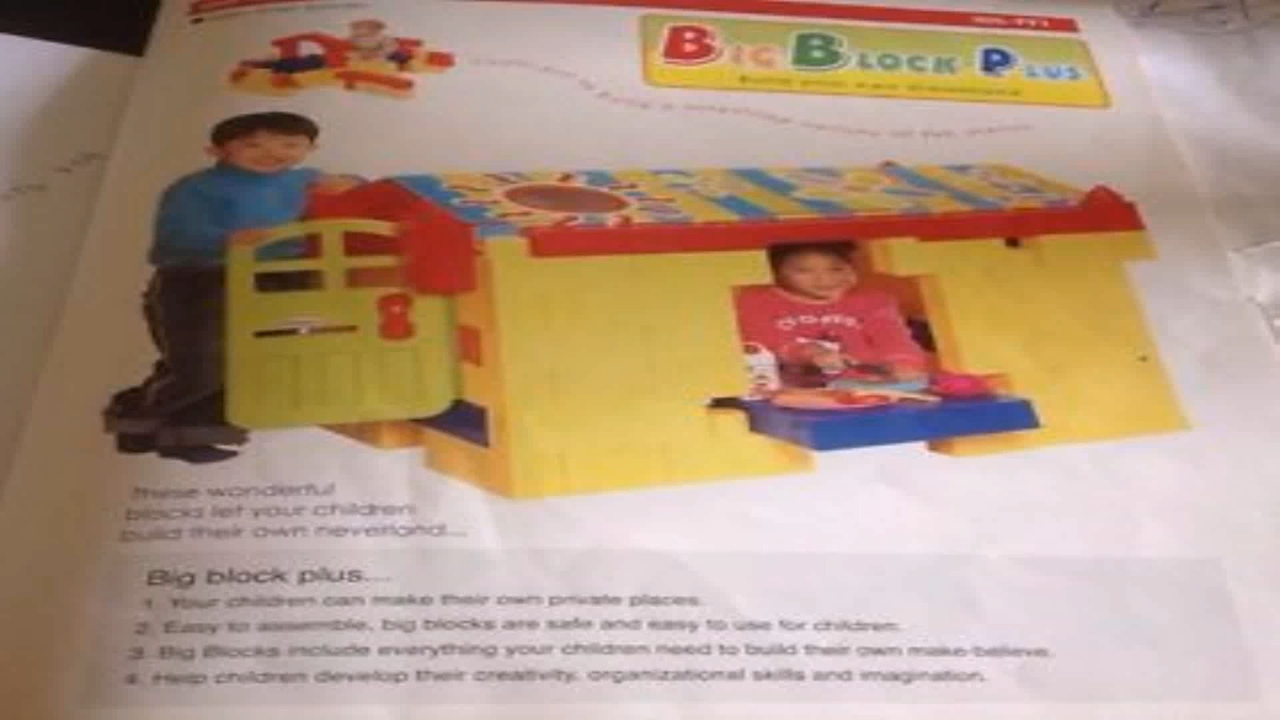 BIG BLOCK PLUS
These wonderful
blocks let your children
build their own neverland...
Big block plus...
1. Your children can make their own private places.
2. Easy to assemble, big blocks are safe and easy to use for children.
3. Big Blocks include everything your children need to build their own make-believe.
4. Help children develop their creativity, organizational skills and imagination.